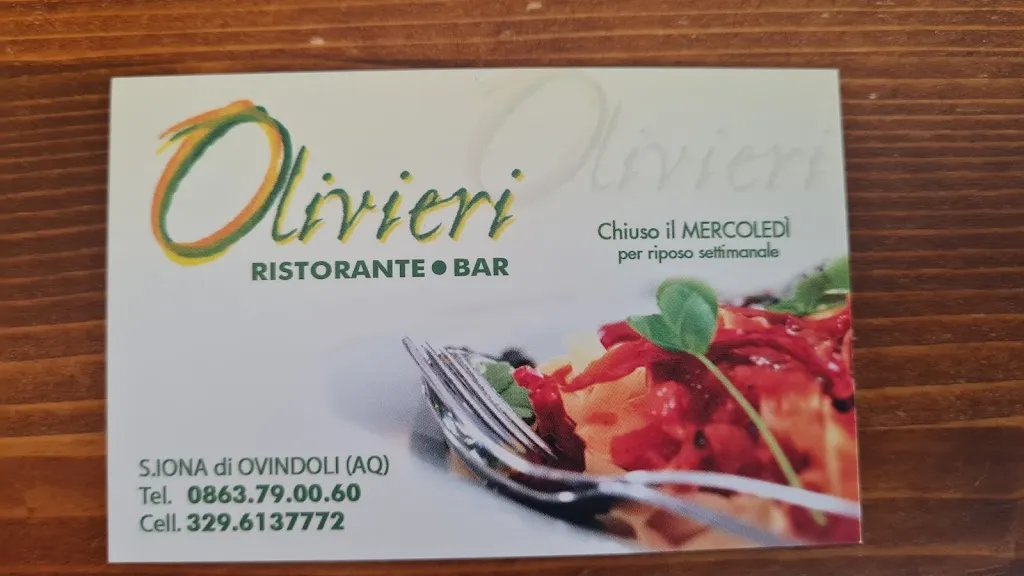 Olivieri
Olivieri
RISTORANTE • BAR
Chiuso il MERCOLEDÌ
per riposo settimanale
S.IONA di OVINDOLI (AQ)
Tel. 0863.79.00.60
Cell. 329.6137772